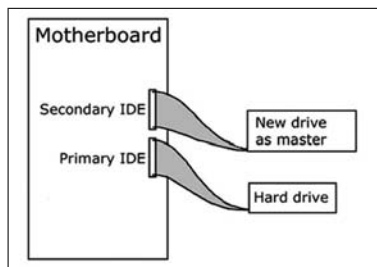 Motherboard
Secondary IDE
New drive
as master
Primary IDE
Hard drive